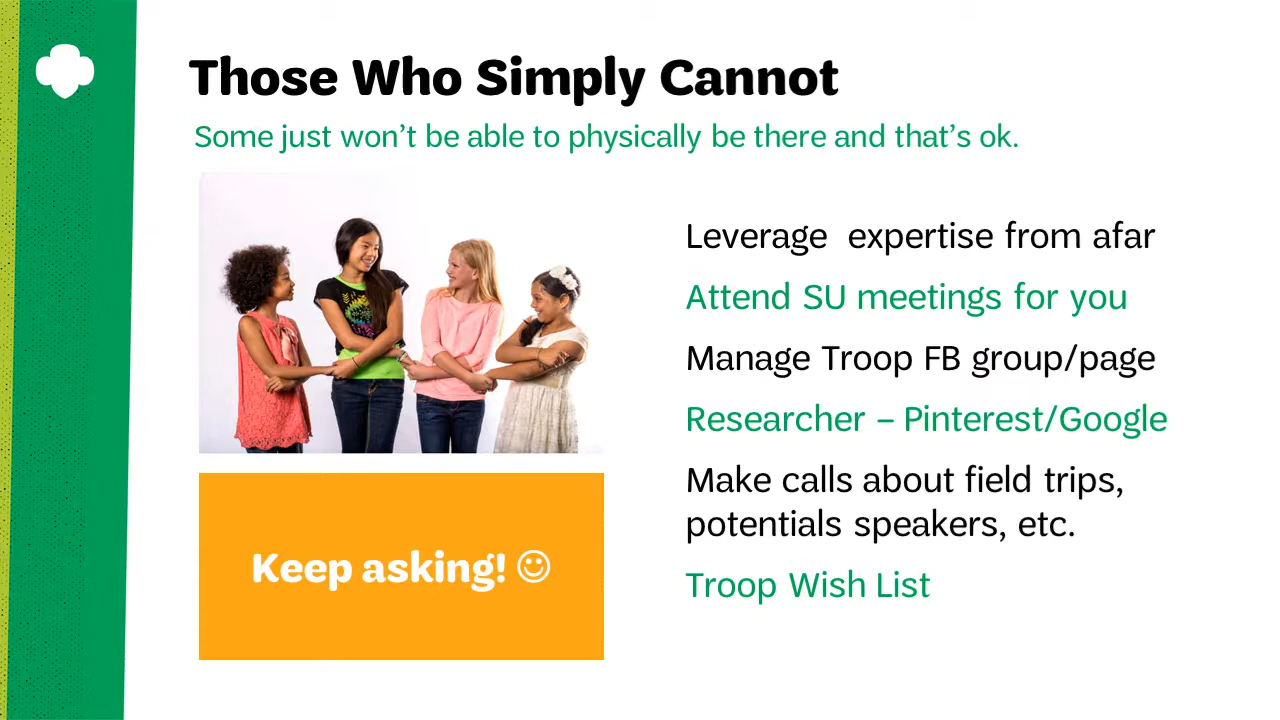 Those Who Simply Cannot
Some just won’t be able to physically be there and that’s ok.
Leverage  expertise from afar
Attend SU meetings for you
Manage Troop FB group/page
Researcher – Pinterest/Google
Make calls about field trips,
potentials speakers, etc.
Troop Wish List
Keep asking! ☺